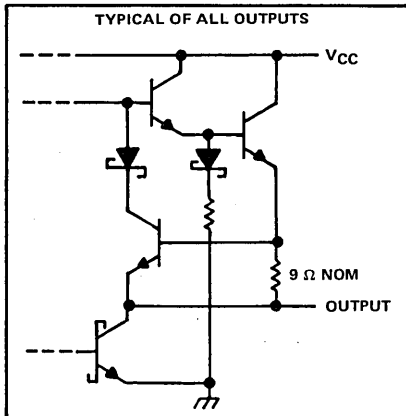 TYPICAL OF ALL OUTPUTS
VCC
9 Ω NOM
OUTPUT